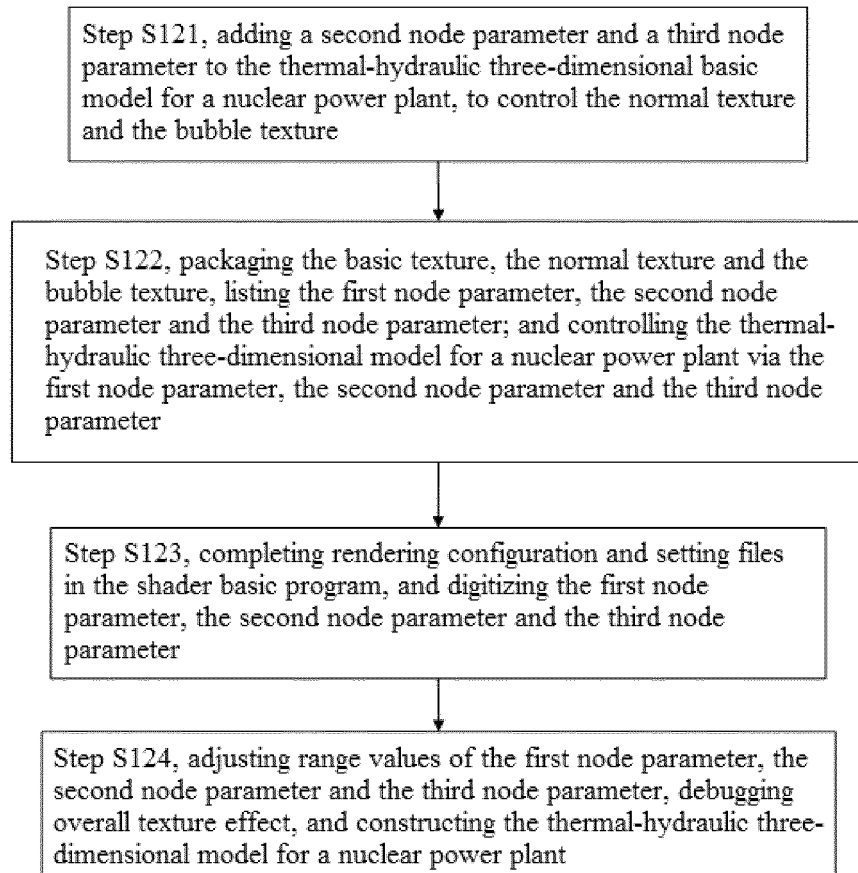 Step S121, adding a second node parameter and a third node
parameter to the thermal-hydraulic three-dimensional basic
model for a nuclear power plant, to control the normal texture
and the bubble texture
Step S122, packaging the basic texture, the normal texture and the
bubble texture, listing the first node parameter, the second node
parameter and the third node parameter; and controlling the thermal-
hydraulic three-dimensional model for a nuclear power plant via the
first node parameter, the second node parameter and the third node
parameter
Step S123, completing rendering configuration and setting files
in the shader basic program, and digitizing the first node
parameter, the second node parameter and the third node
parameter
Step S124, adjusting range values of the first node parameter, the
second node parameter and the third node parameter, debugging
overall texture effect, and constructing the thermal-hydraulic three-
dimensional model for a nuclear power plant